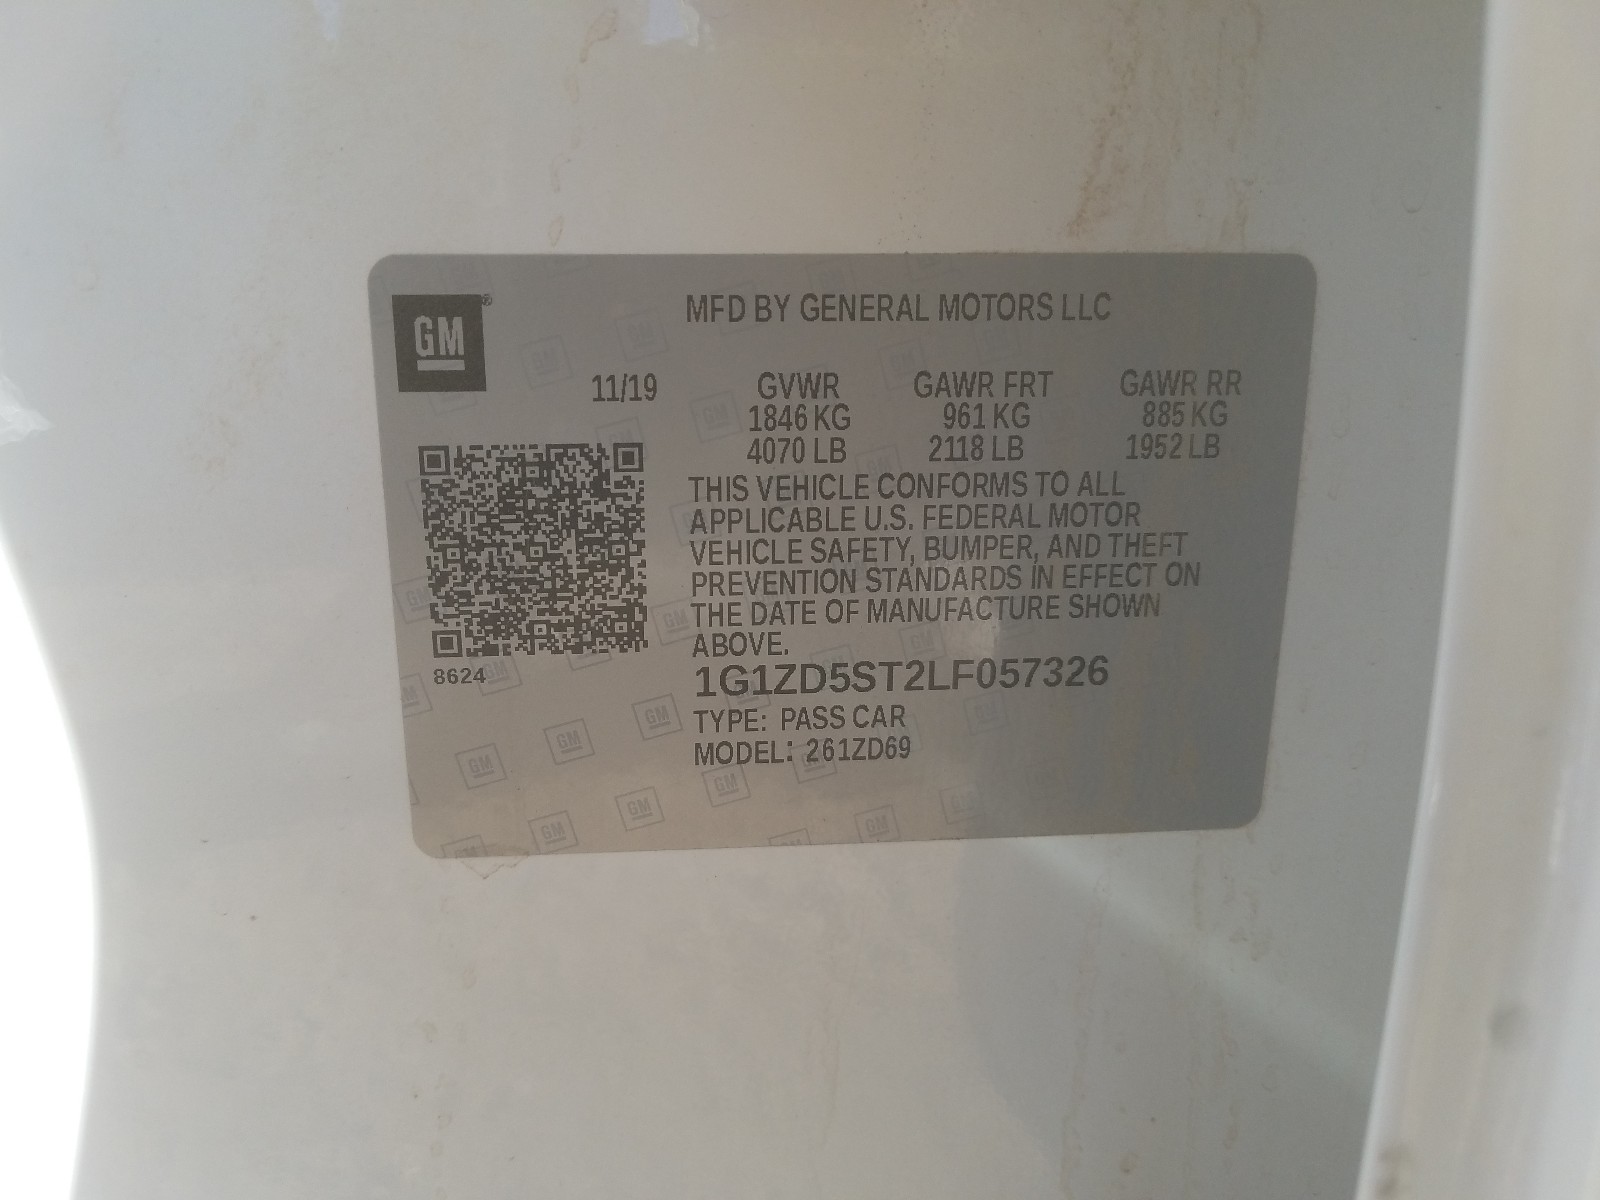 GM
MFD BY GENERAL MOTORS LLC
11/19 GVWR GAWR FRT GAWR RR
1846 KG 961 KG 885 KG
4070 LB 2118 LB 1952 LB
THIS VEHICLE CONFORMS TO ALL
APPLICABLE U.S. FEDERAL MOTOR
VEHICLE SAFETY, BUMPER, AND THEFT
PREVENTION STANDARDS IN EFFECT ON
THE DATE OF MANUFACTURE SHOWN
ABOVE.
8624
1G1ZD5ST2LF057326
TYPE: PASS CAR
MODEL: 261ZD69